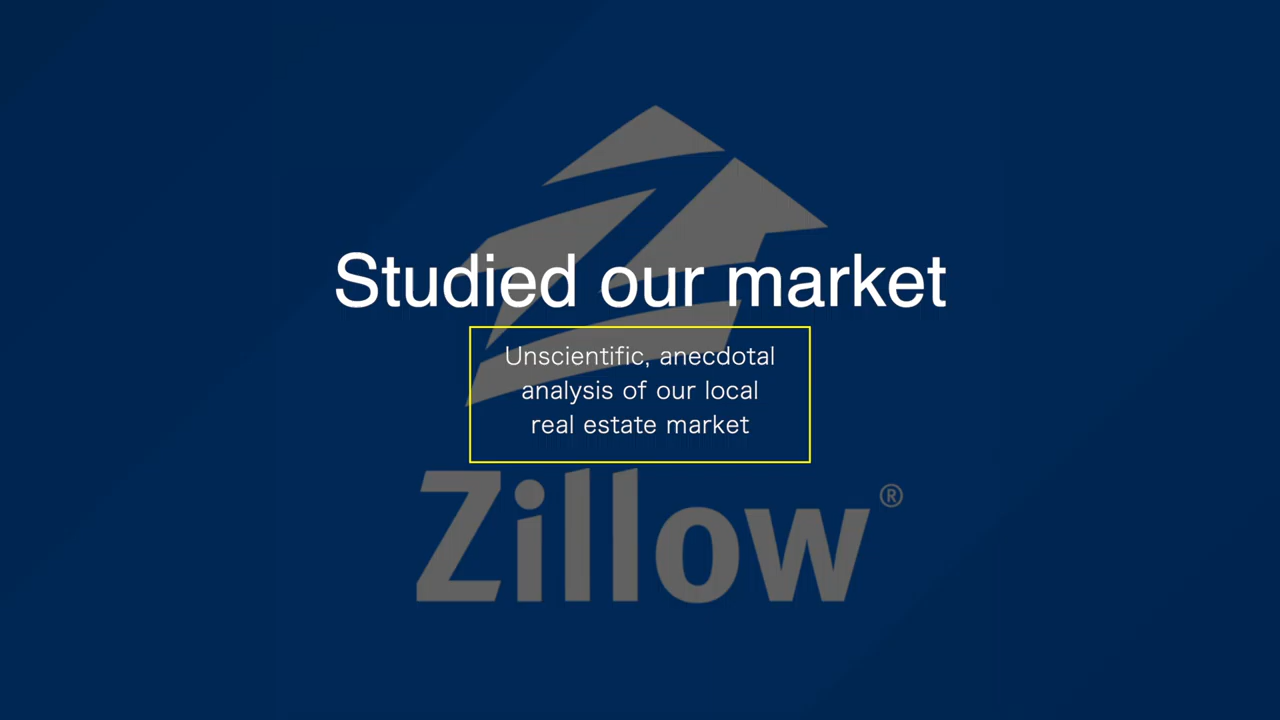 Studied our market
Unscientific, anecdotal
analysis of our local
real estate market
Zillow®